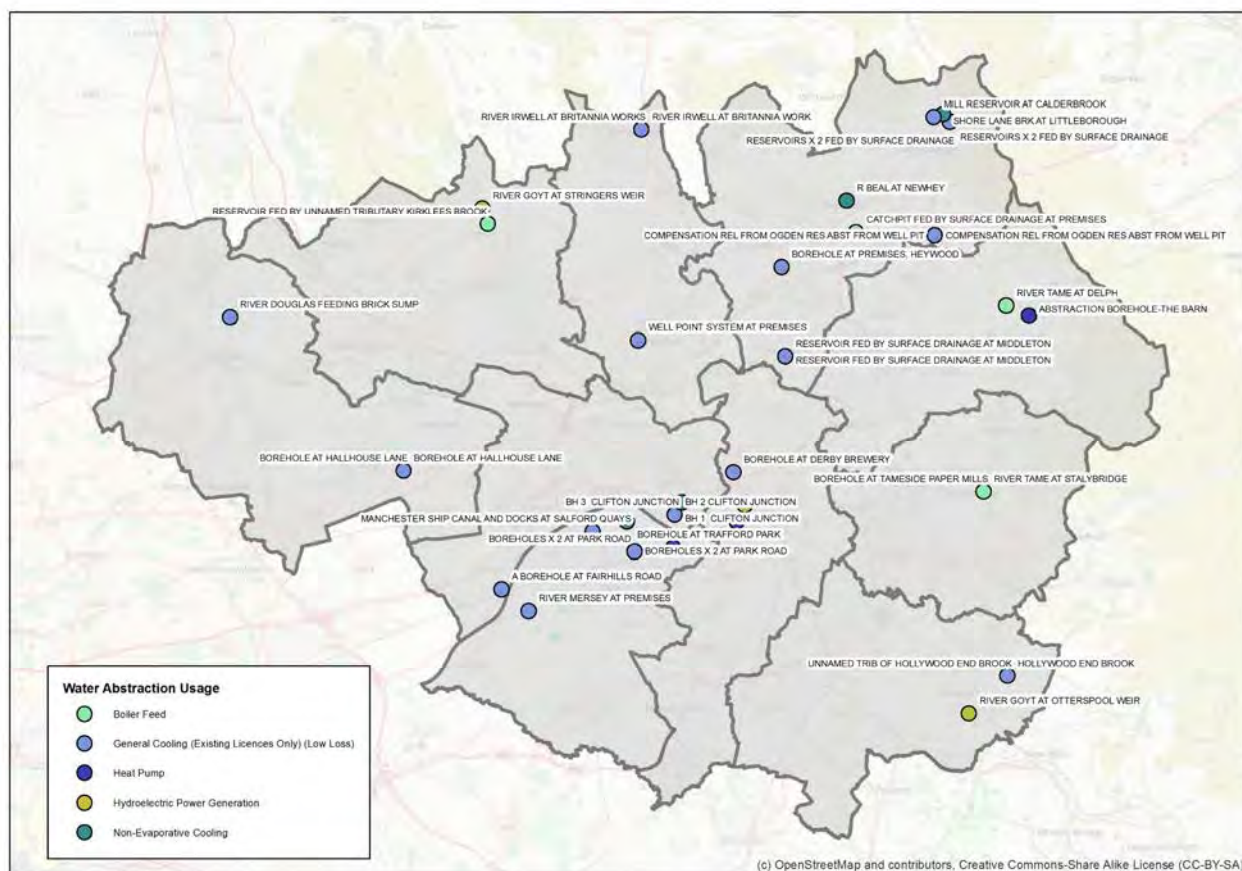 MILL RESERVOIR AT CALDERBROOK
RIVER IRWELL AT BRITANNIA WORKS RIVER IRWELL AT BRITANNIA WORK
SHORE LANE BRK AT LITTLEBOROUGH
RESERVOIRS X 2 FED BY SURFACE DRAINAGE
RESERVOIRS X 2 FED BY SURFACE DRAINAGE
R BEAL AT NEWHEY
RIVER GOYT AT STRINGERS WEIR
RESERVOIR FED BY UNNAMED TRIBUTARY KIRKLEES BROOK
CATCHPIT FED BY SURFACE DRAINAGE AT PREMISES
COMPENSATION REL FROM OGDEN RES ABST FROM WELL PIT
COMPENSATION REL FROM OGDEN RES ABST FROM WELL PIT
BOREHOLE AT PREMISES, HEYWOOD
RIVER DOUGLAS FEEDING BRICK SUMP
RIVER TAME AT DELPH
ABSTRACTION BOREHOLE-THE BARN
WELL POINT SYSTEM AT PREMISES
RESERVOIR FED BY SURFACE DRAINAGE AT MIDDLETON
RESERVOIR FED BY SURFACE DRAINAGE AT MIDDLETON
BOREHOLE AT HALLHOUSE LANE BOREHOLE AT HALLHOUSE LANE
BOREHOLE AT DERBY BREWERY
BOREHOLE AT TAMESIDE PAPER MILLS RIVER TAME AT STALYBRIDGE
BH 3 CLIFTON JUNCTION BH 2 CLIFTON JUNCTION
MANCHESTER SHIP CANAL AND DOCKS AT SALFORD QUAYS
BH 1 CLIFTON JUNCTION
BOREHOLES X 2 AT PARK ROAD
BOREHOLE AT TRAFFORD PARK
BOREHOLES X 2 AT PARK ROAD
A BOREHOLE AT FAIRHILLS ROAD
RIVER MERSEY AT PREMISES
UNNAMED TRIB OF HOLLYWOOD END BROOK HOLLYWOOD END BROOK
RIVER GOYT AT OTTERSPOOL WEIR
Water Abstraction Usage
Boiler Feed
General Cooling (Existing Licences Only) (Low Loss)
Heat Pump
Hydroelectric Power Generation
Non-Evaporative Cooling
(c) OpenStreetMap and contributors, Creative Commons-Share Alike License (CC-BY-SA)